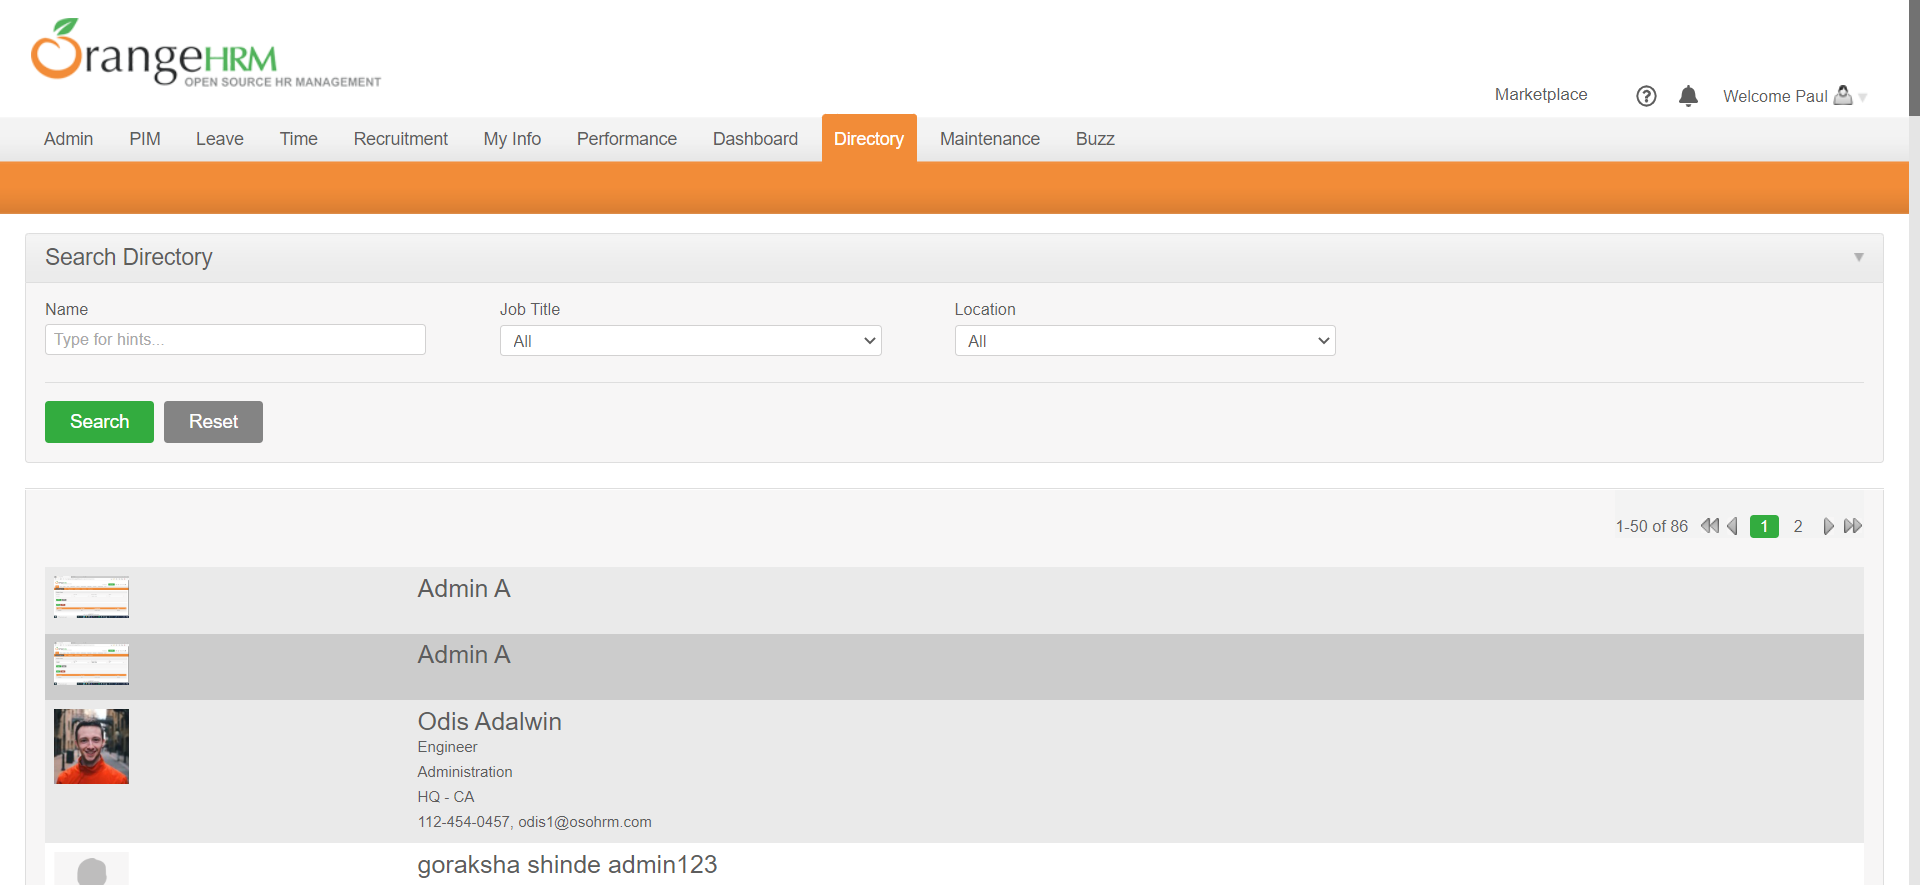 OrangeHRM
OPEN SOURCE HR MANAGEMENT
Marketplace
Welcome Paul
Admin PIM Leave Time Recruitment My Info Performance Dashboard Directory Maintenance Buzz
Search Directory
Name Job Title Location
Type for hints... All All
Search Reset
1-50 of 86 1 2
Admin A
Admin A
Odis Adalwin
Engineer
Administration
HQ - CA
112-454-0457, odis1@osohrm.com
goraksha shinde admin123